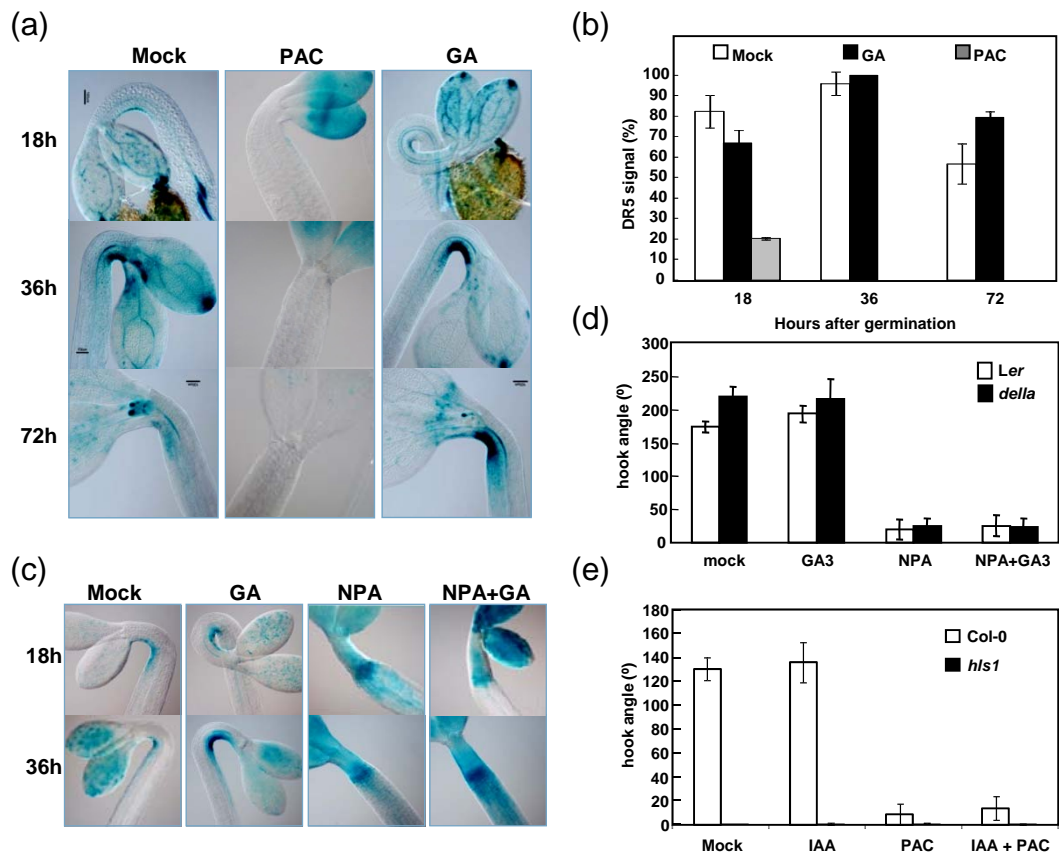 (a)
Mock PAC GA
18h
36h
72h
(b)
Mock GA PAC
DR5 signal (%)
100
90
80
70
60
50
40
30
20
10
0
18 36 72
Hours after germination
(c)
Mock GA NPA NPA+GA
18h
36h
(d)
hook angle (º)
300
250
200
150
100
50
0
Ler
della
mock GA3 NPA NPA+GA3
(e)
hook angle (º)
180
160
140
120
100
80
60
40
20
0
Col-0
hls1
Mock IAA PAC IAA + PAC